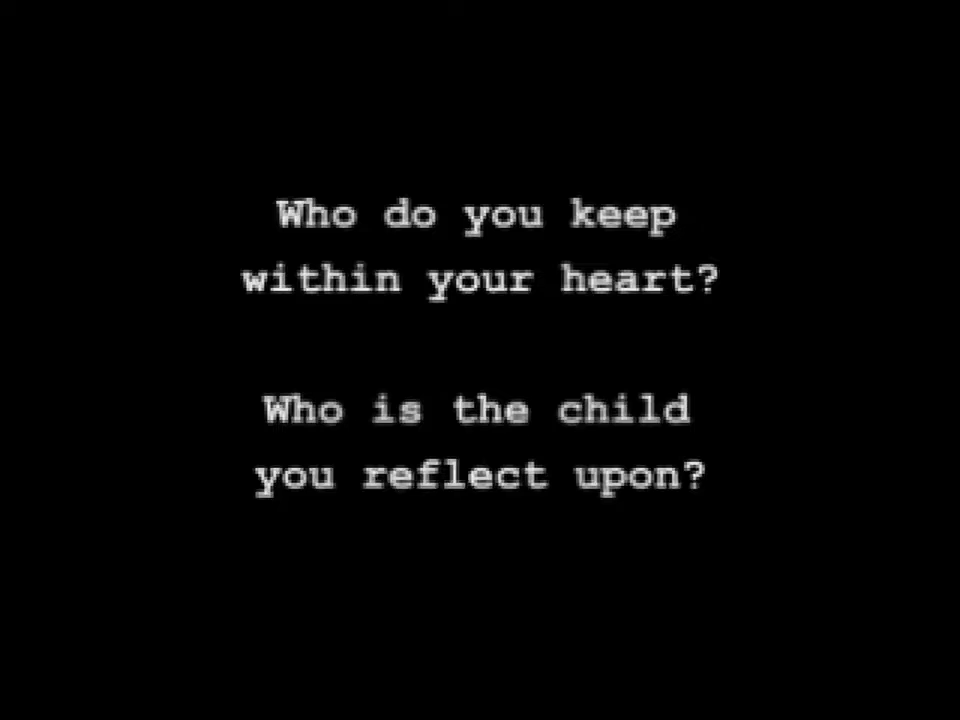 Who do you keep
within your heart?
Who is the child
you reflect upon?